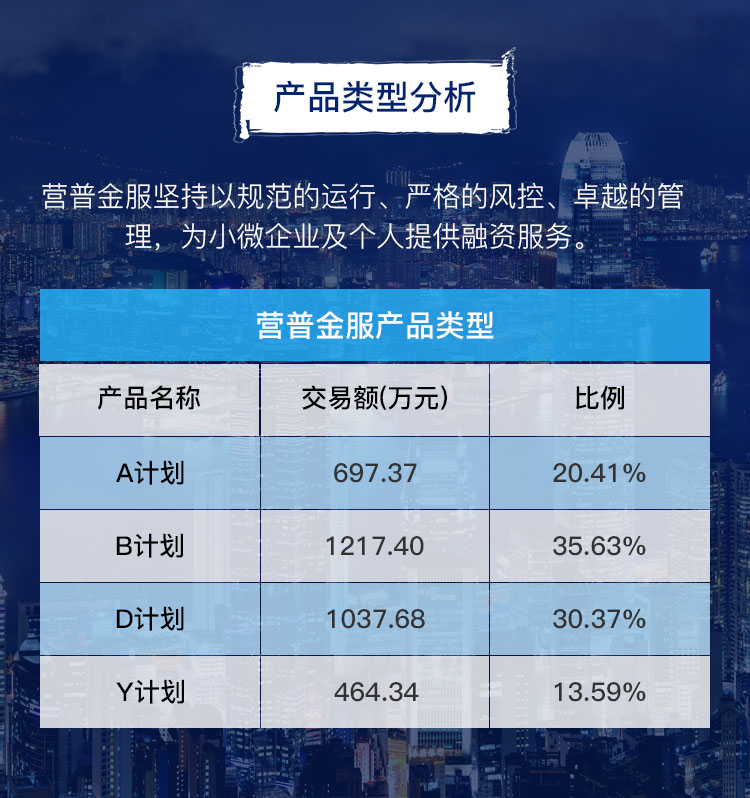 产品类型分析
营普金服坚持以规范的运行、严格的风控、卓越的管
理，为小微企业及个人提供融资服务。
营普金服产品类型
产品名称 交易额(万元) 比例
A计划 697.37 20.41%
B计划 1217.40 35.63%
D计划 1037.68 30.37%
Y计划 464.34 13.59%